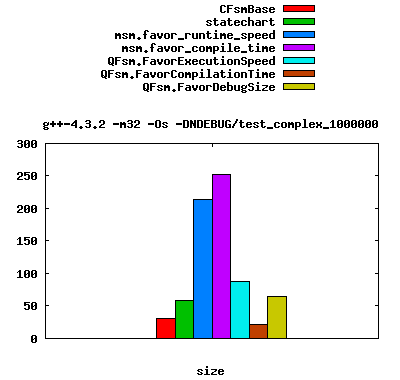 CFsmBase
statechart
msm.favor_runtime_speed
msm.favor_compile_time
QFsm.FavorExecutionSpeed
QFsm.FavorCompilationTime
QFsm.FavorDebugSize
g++-4.3.2 -m32 -Os -DNDEBUG/test_complex_1000000
300
250
200
150
100
50
0
size